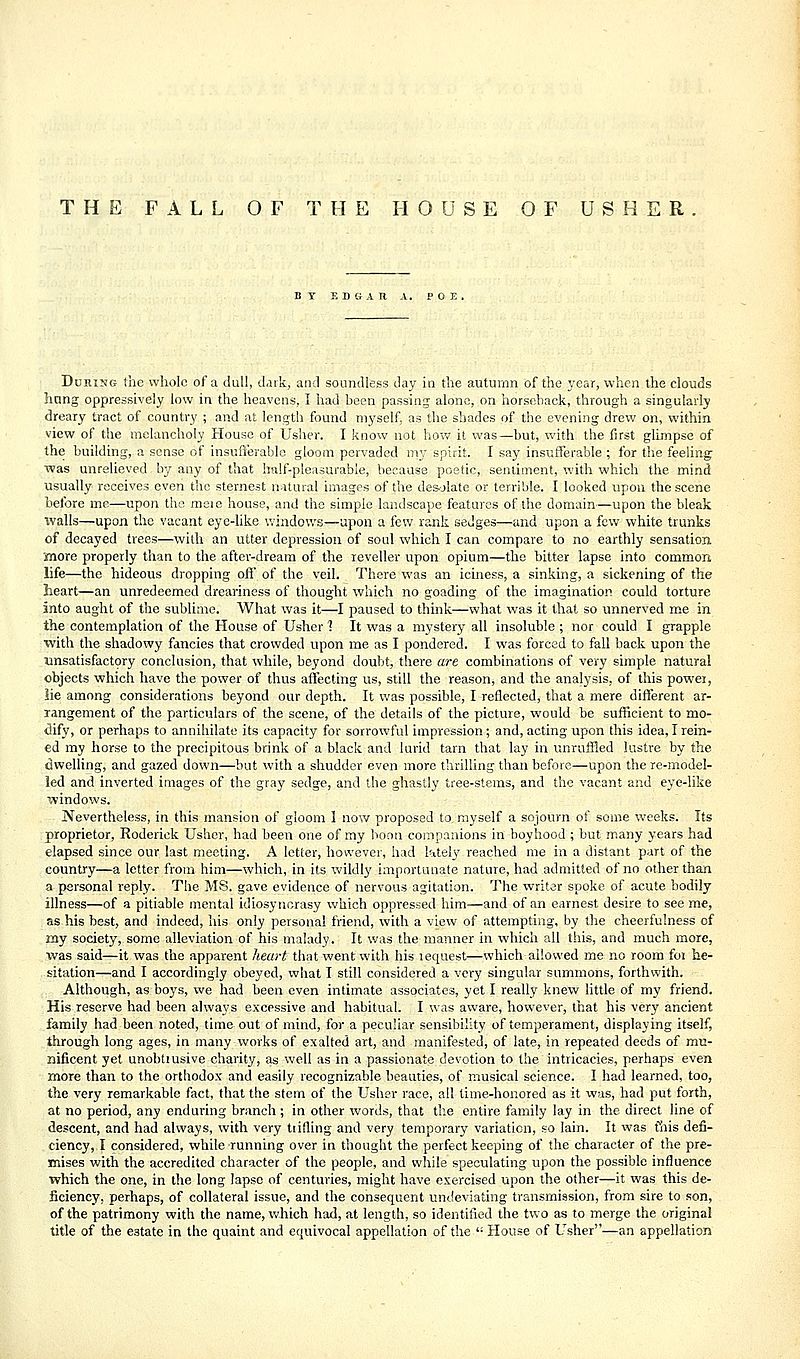 THE FALL OF THE HOUSE OF USHER.
BY EDGAR A. POE.
During the whole of a dull, dark, and soundless day in the autumn of the year, when the clouds
hung oppressively low in the heavens, I had been passing alone, on horseback, through a singularly
dreary tract of country ; and at length found myself, as the shades of the evening drew on, within
view of the melancholy House of Usher. I know not how it was—but, with the first glimpse of
the building, a sense of insufferable gloom pervaded my spirit. I say insufferable ; for the feeling
was unrelieved by any of that half-pleasurable, because poetic, sentiment, with which the mind
usually receives even the sternest natural images of the desolate or terrible. I looked upon the scene
before me—upon the mere house, and the simple landscape features of the domain—upon the bleak
walls—upon the vacant eye-like windows—upon a few rank sedges—and upon a few white trunks
of decayed trees—with an utter depression of soul which I can compare to no earthly sensation
more properly than to the after-dream of the reveller upon opium—the bitter lapse into common
life—the hideous dropping off of the veil. There was an iciness, a sinking, a sickening of the
heart—an unredeemed dreariness of thought which no goading of the imagination could torture
into aught of the sublime. What was it—I paused to think—what was it that so unnerved me in
the contemplation of the House of Usher ? It was a mystery all insoluble ; nor could I grapple
with the shadowy fancies that crowded upon me as I pondered. I was forced to fall back upon the
unsatisfactory conclusion, that while, beyond doubt, there are combinations of very simple natural
objects which have the power of thus affecting us, still the reason, and the analysis, of this power,
lie among considerations beyond our depth. It was possible, I reflected, that a mere different ar-
rangement of the particulars of the scene, of the details of the picture, would be sufficient to mo-
dify, or perhaps to annihilate its capacity for sorrowful impression ; and, acting upon this idea, I rein-
ed my horse to the precipitous brink of a black and lurid tarn that lay in unruffled lustre by the
dwelling, and gazed down—but with a shudder even more thrilling than before—upon the re-model-
led and inverted images of the gray sedge, and the ghastly tree-stems, and the vacant and eye-like
windows.
Nevertheless, in this mansion of gloom I now proposed to myself a sojourn of some weeks. Its
proprietor, Roderick Usher, had been one of my boon companions in boyhood ; but many years had
elapsed since our last meeting. A letter, however, had lately reached me in a distant part of the
country—a letter from him—which, in its wildly importunate nature, had admitted of no other than
a personal reply. The MS. gave evidence of nervous agitation. The writer spoke of acute bodily
illness—of a pitiable mental idiosyncrasy which oppressed him—and of an earnest desire to see me,
as his best, and indeed, his only personal friend, with a view of attempting, by the cheerfulness of
my society, some alleviation of his malady. It was the manner in which all this, and much more,
was said—it was the apparent heart that went with his request—which allowed me no room for he-
sitation—and I accordingly obeyed, what I still considered a very singular summons, forthwith.
Although, as boys, we had been even intimate associates, yet I really knew little of my friend.
His reserve had been always excessive and habitual. I was aware, however, that his very ancient
family had been noted, time out of mind, for a peculiar sensibility of temperament, displaying itself,
through long ages, in many works of exalted art, and manifested, of late, in repeated deeds of mu-
nificent yet unobtrusive charity, as well as in a passionate devotion to the intricacies, perhaps even
more than to the orthodox and easily recognizable beauties, of musical science. I had learned, too,
the very remarkable fact, that the stem of the Usher race, all time-honored as it was, had put forth,
at no period, any enduring branch ; in other words, that the entire family lay in the direct line of
descent, and had always, with very trifling and very temporary variation, so lain. It was this defi-
ciency, I considered, while running over in thought the perfect keeping of the character of the pre-
mises with the accredited character of the people, and while speculating upon the possible influence
which the one, in the long lapse of centuries, might have exercised upon the other—it was this de-
ficiency, perhaps, of collateral issue, and the consequent undeviating transmission, from sire to son,
of the patrimony with the name, which had, at length, so identified the two as to merge the original
title of the estate in the quaint and equivocal appellation of the “ House of Usher”—an appellation